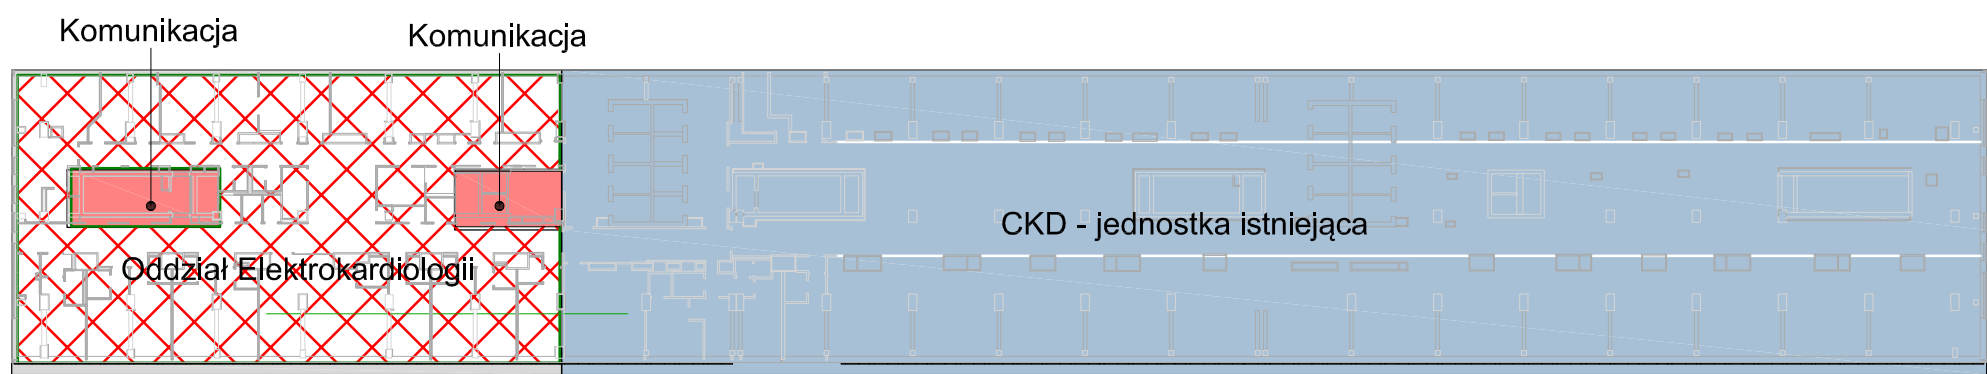 Komunikacja
Komunikacja
CKD - jednostka istniejąca
Oddział Elektrokardiologii